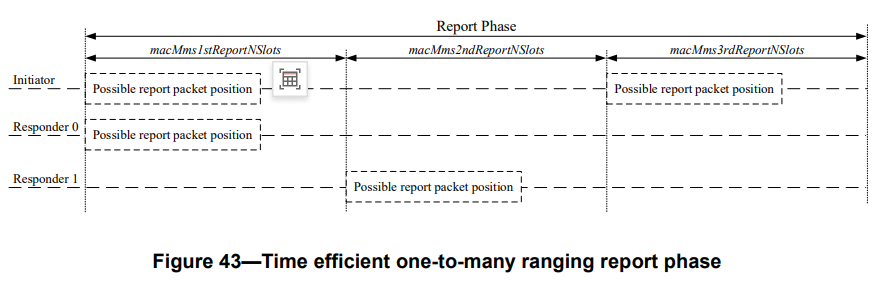 Report Phase
macMms1stReportNSlots macMms2ndReportNSlots macMms3rdReportNSlots
Initiator
Possible report packet position Possible report packet position
Responder 0
Possible report packet position
Responder 1
Possible report packet position
Figure 43—Time efficient one-to-many ranging report phase